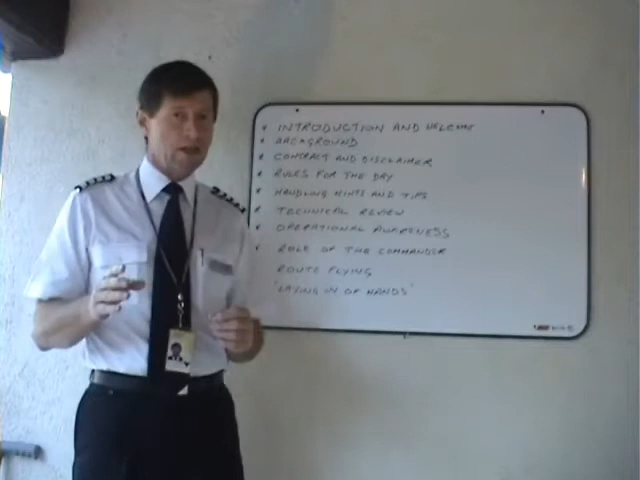 INTRODUCTION AND WELCOME
BACKGROUND
CONTRACT AND DISCLAIMER
RULES FOR THE DAY
HANDLING HINTS AND TIPS
TECHNICAL REVIEW
OPERATIONAL AWARENESS
ROLE OF THE COMMANDER
ROUTE FLYING
'LAYING IN OF HANDS'